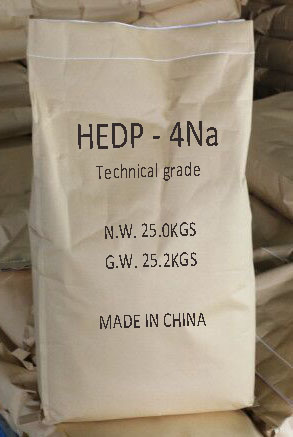 HEDP - 4Na
Technical grade
N.W. 25.0KGS
G.W. 25.2KGS
MADE IN CHINA